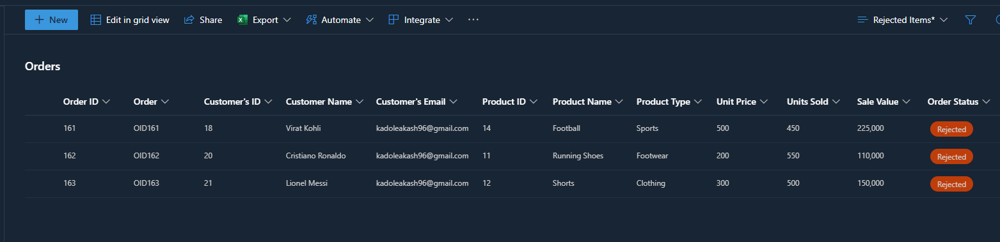 New Edit in grid view Share Export Automate Integrate ... Rejected Items*
Orders
Order ID Order Customer's ID Customer Name Customer's Email Product ID Product Name Product Type Unit Price Units Sold Sale Value Order Status
161 OID161 18 Virat Kohli kadoleakash96@gmail.com 14 Football Sports 500 450 225,000 Rejected
162 OID162 20 Cristiano Ronaldo kadoleakash96@gmail.com 11 Running Shoes Footwear 200 550 110,000 Rejected
163 OID163 21 Lionel Messi kadoleakash96@gmail.com 12 Shorts Clothing 300 500 150,000 Rejected